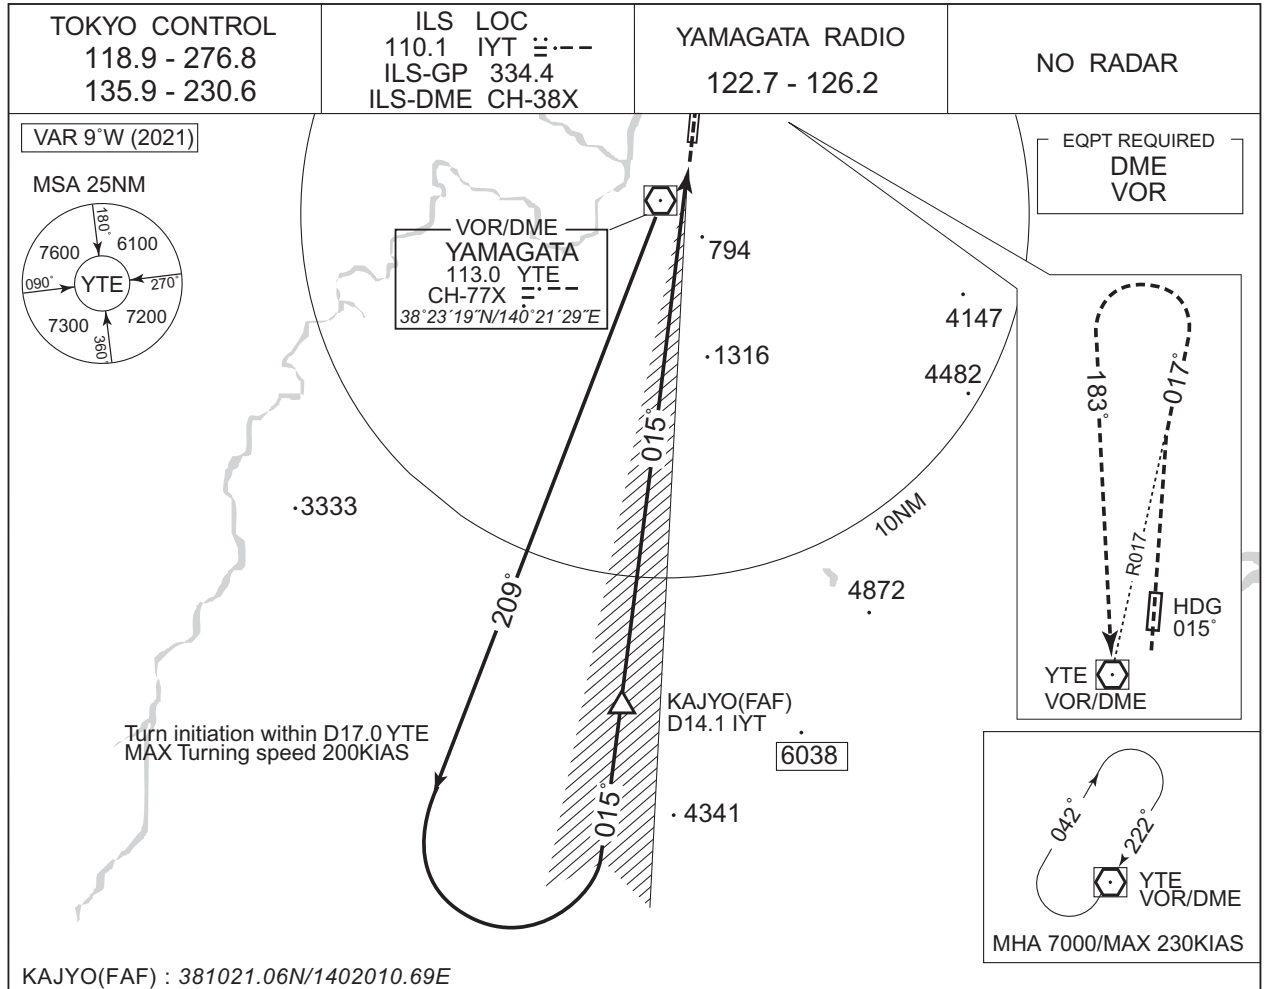 TOKYO CONTROL
118.9 - 276.8
135.9 - 230.6
ILS LOC
110.1 IYT
ILS-GP 334.4
ILS-DME CH-38X
YAMAGATA RADIO
122.7 - 126.2
NO RADAR
VAR 9°W (2021)
MSA 25NM
180°
7600
6100
090°
YTE
270°
7300
7200
360°
EQPT REQUIRED
DME
VOR
VOR/DME
YAMAGATA
113.0 YTE
CH-77X
38°23´19˝N/140°21´29˝E
794
4147
1316
4482
015°
3333
10NM
209°
4872
183°
017°
R017
HDG
015°
YTE
VOR/DME
KAJYO(FAF)
D14.1 IYT
6038
Turn initiation within D17.0 YTE
MAX Turning speed 200KIAS
015°
4341
042°
222°
YTE
VOR/DME
MHA 7000/MAX 230KIAS
KAJYO(FAF) : 381021.06N/1402010.69E